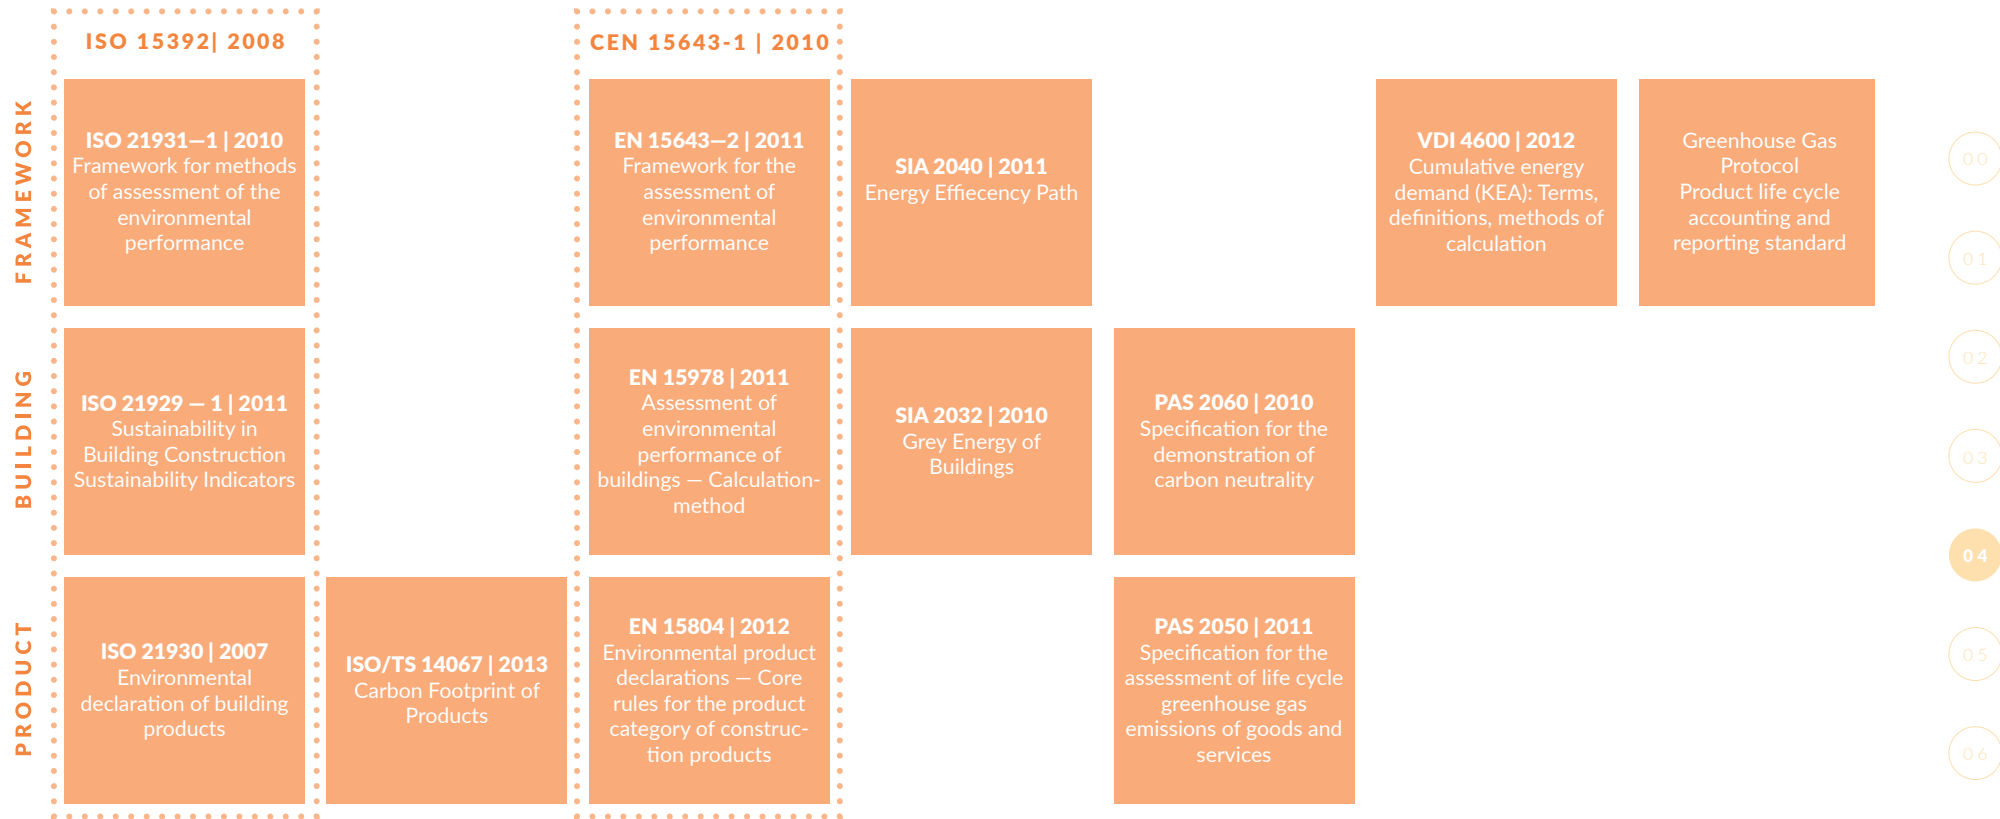 ISO 15392| 2008
CEN 15643-1 | 2010
FRAMEWORK
ISO 21931—1 | 2010
Framework for methods
of assessment of the
environmental
performance
EN 15643—2 | 2011
Framework for the
assessment of
environmental
performance
SIA 2040 | 2011
Energy Effiecency Path
VDI 4600 | 2012
Cumulative energy
demand (KEA): Terms,
definitions, methods of
calculation
Greenhouse Gas
Protocol
Product life cycle
accounting and
reporting standard
BUILDING
ISO 21929 — 1 | 2011
Sustainability in
Building Construction
Sustainability Indicators
EN 15978 | 2011
Assessment of
environmental
performance of
buildings — Calculation-
method
SIA 2032 | 2010
Grey Energy of
Buildings
PAS 2060 | 2010
Specification for the
demonstration of
carbon neutrality
PRODUCT
ISO 21930 | 2007
Environmental
declaration of building
products
ISO/TS 14067 | 2013
Carbon Footprint of
Products
EN 15804 | 2012
Environmental product
declarations — Core
rules for the product
category of construc-
tion products
PAS 2050 | 2011
Specification for the
assessment of life cycle
greenhouse gas
emissions of goods and
services
00
01
02
03
04
05
06